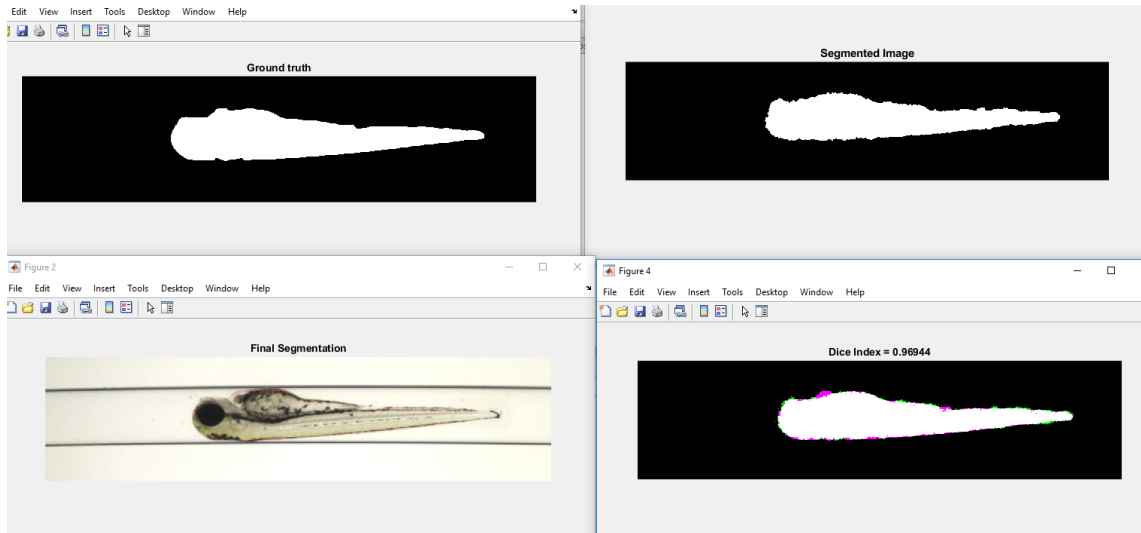 Edit View Insert Tools Desktop Window Help
Ground truth
Segmented Image
Figure 2
File Edit View Insert Tools Desktop Window Help
Final Segmentation
Figure 4
File Edit View Insert Tools Desktop Window Help
Dice Index = 0.96944